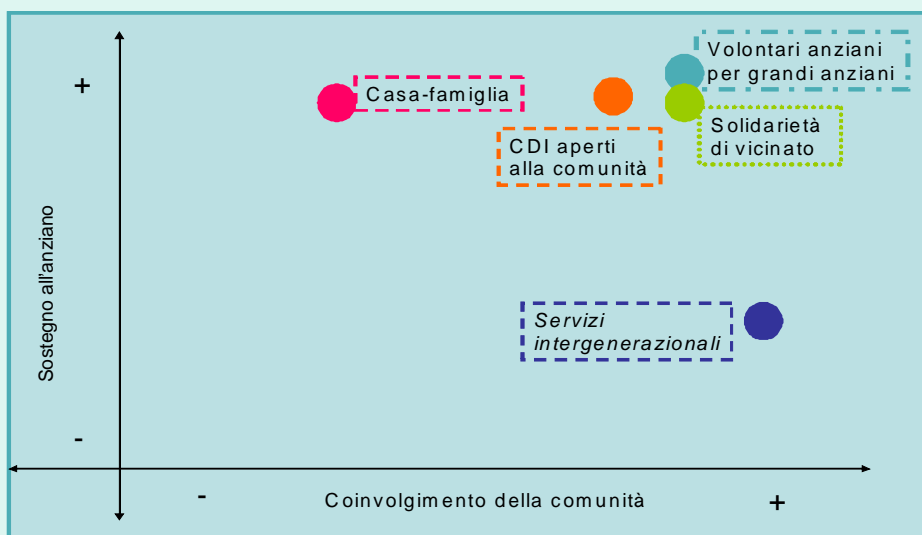 Volontari anziani
per grandi anziani
+
Casa-famiglia
Solidarietà
di vicinato
CDI aperti
alla comunità
Sostegno all'anziano
Servizi
intergenerazionali
-
-
Coinvolgimento della comunità
+